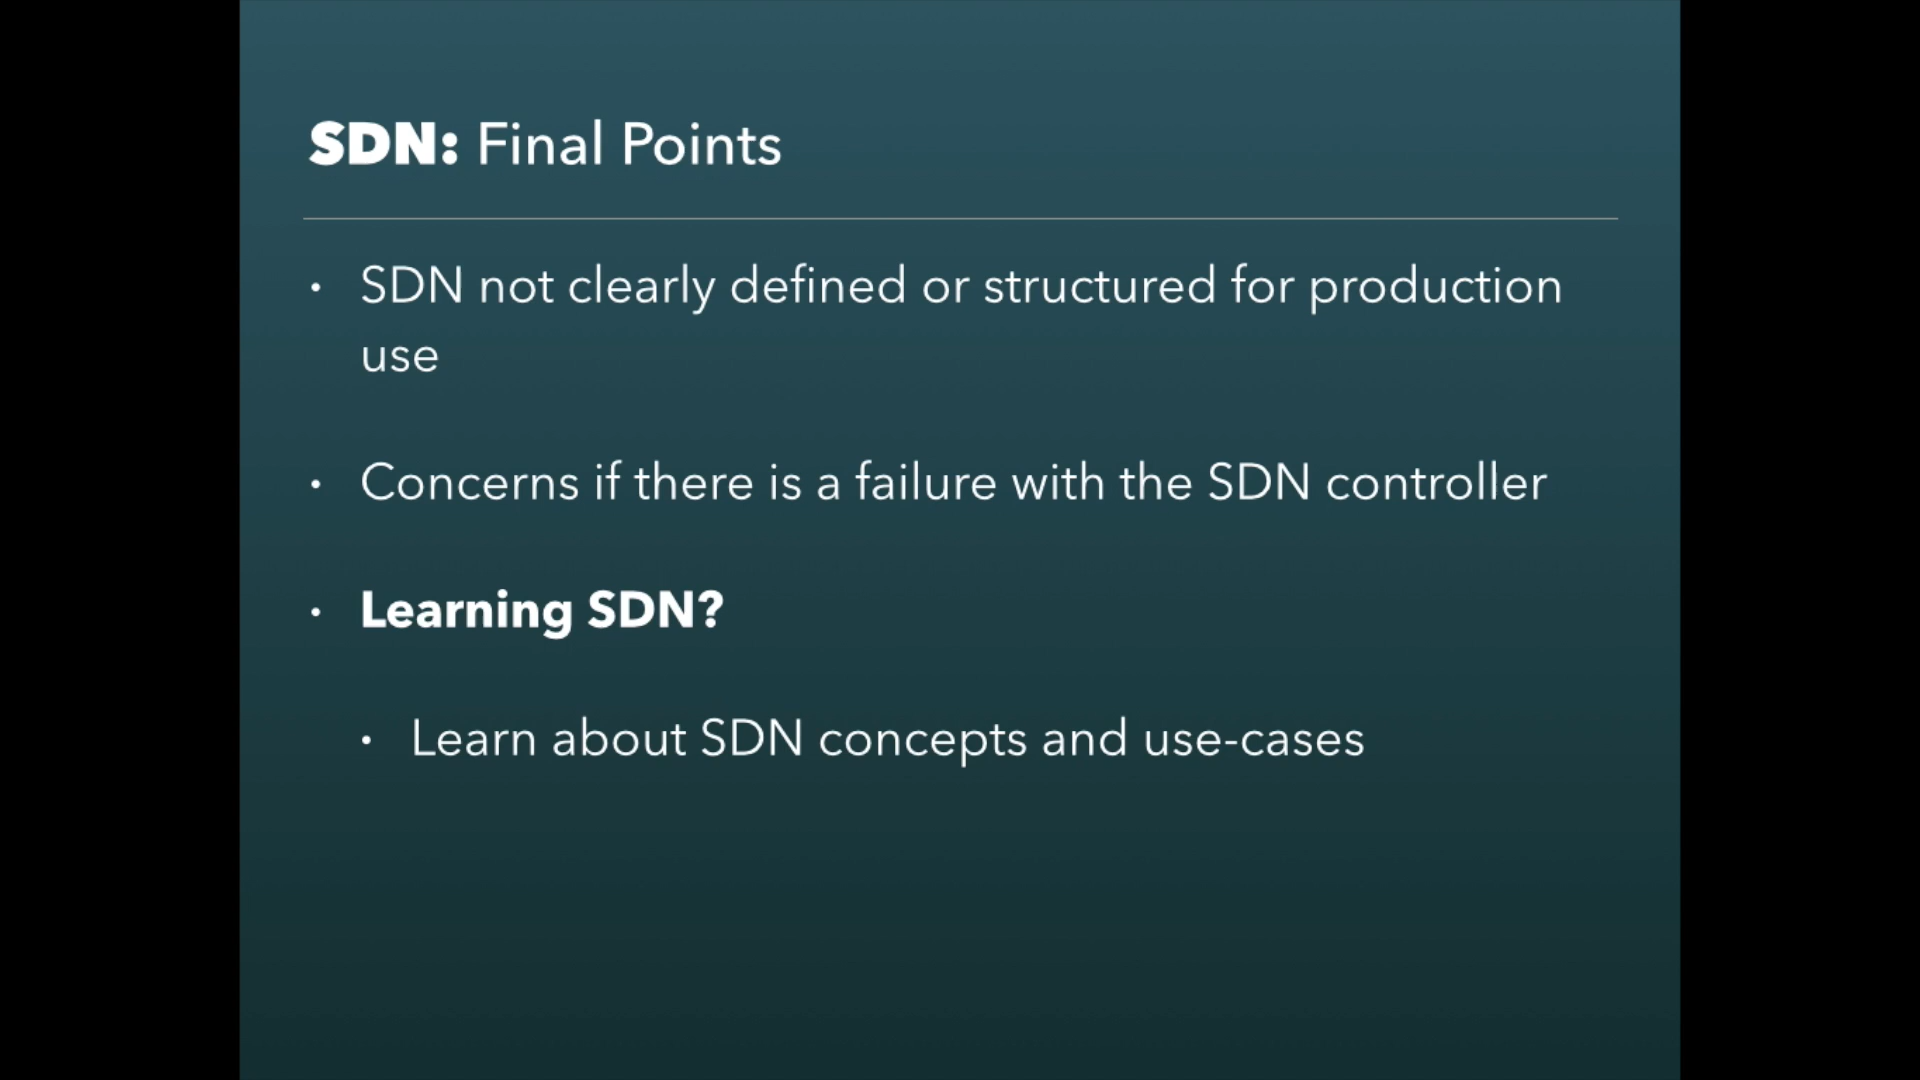 SDN: Final Points
• SDN not clearly defined or structured for production
use
• Concerns if there is a failure with the SDN controller
• Learning SDN?
• Learn about SDN concepts and use-cases